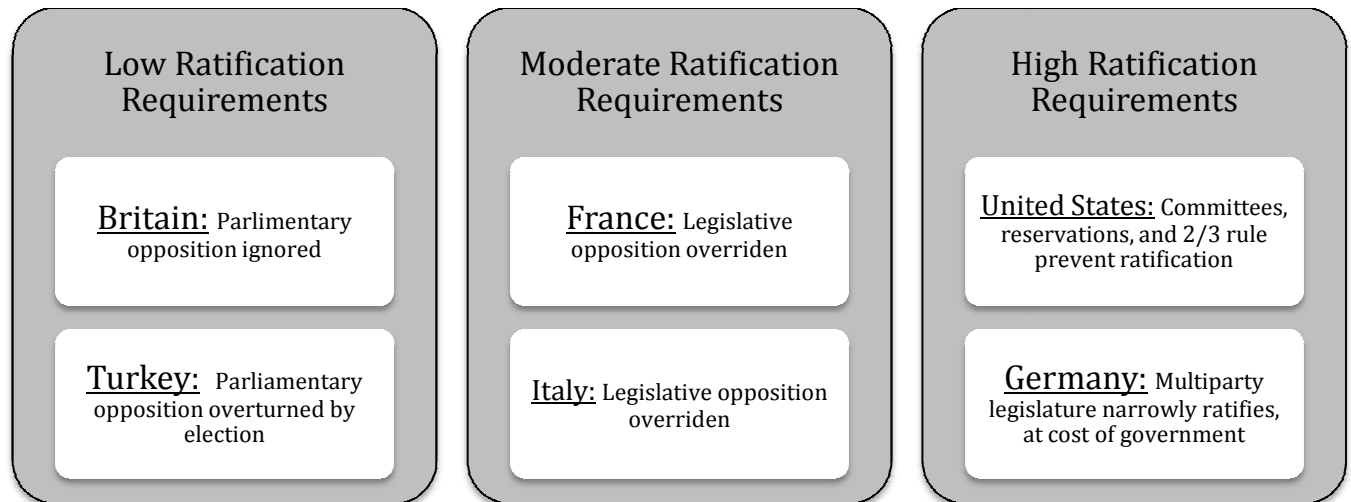 Low Ratification
Requirements
Britain: Parlimentary
opposition ignored
Turkey: Parliamentary
opposition overturned by
election
Moderate Ratification
Requirements
France: Legislative
opposition overriden
Italy: Legislative opposition
overriden
High Ratification
Requirements
United States: Committees,
reservations, and 2/3 rule
prevent ratification
Germany: Multiparty
legislature narrowly ratifies,
at cost of government